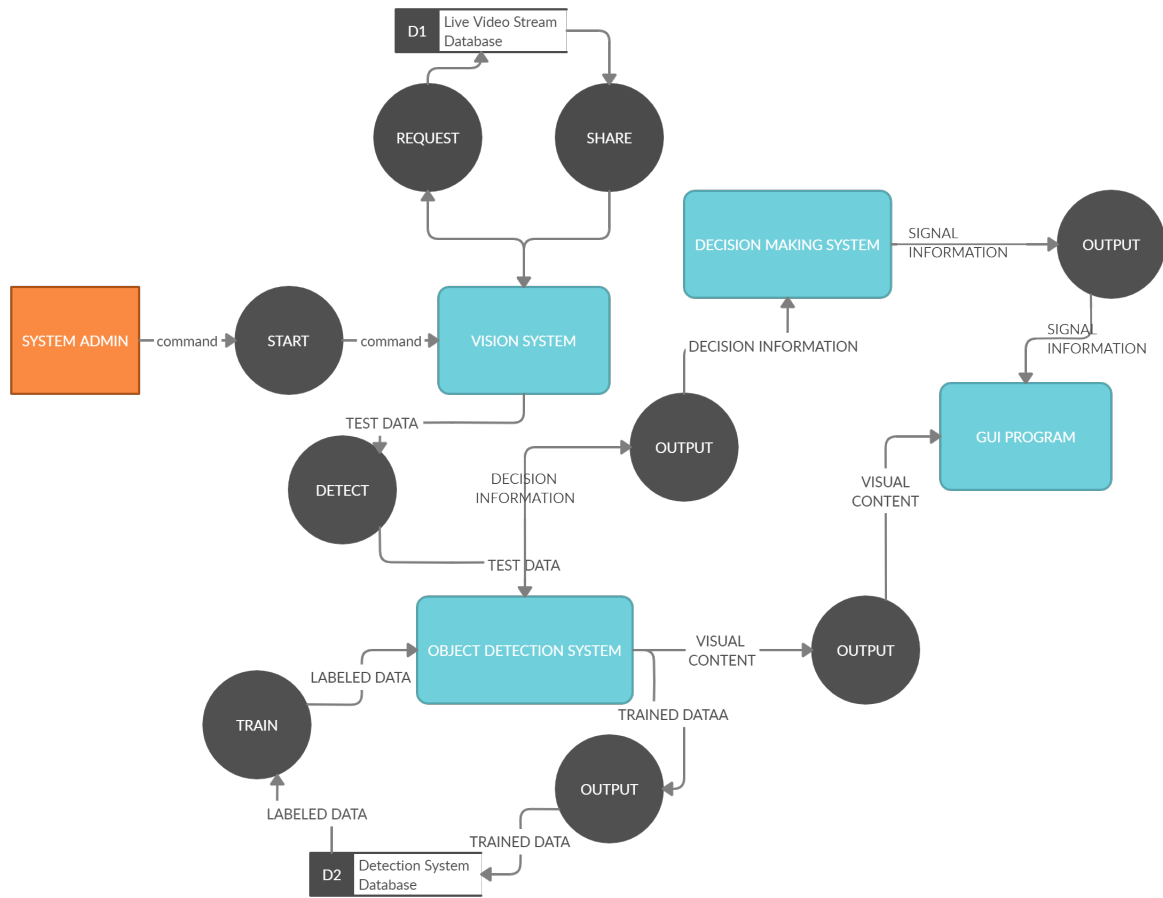 D1
Live Video Stream
Database
REQUEST
SHARE
DECISION MAKING SYSTEM
SIGNAL
INFORMATION
OUTPUT
SYSTEM ADMIN
command
START
command
VISION SYSTEM
DECISION INFORMATION
SIGNAL
INFORMATION
TEST DATA
OUTPUT
GUI PROGRAM
DETECT
DECISION
INFORMATION
VISUAL
CONTENT
TEST DATA
OBJECT DETECTION SYSTEM
VISUAL
CONTENT
OUTPUT
LABELED DATA
TRAIN
TRAINED DATAA
OUTPUT
LABELED DATA
TRAINED DATA
D2
Detection System
Database